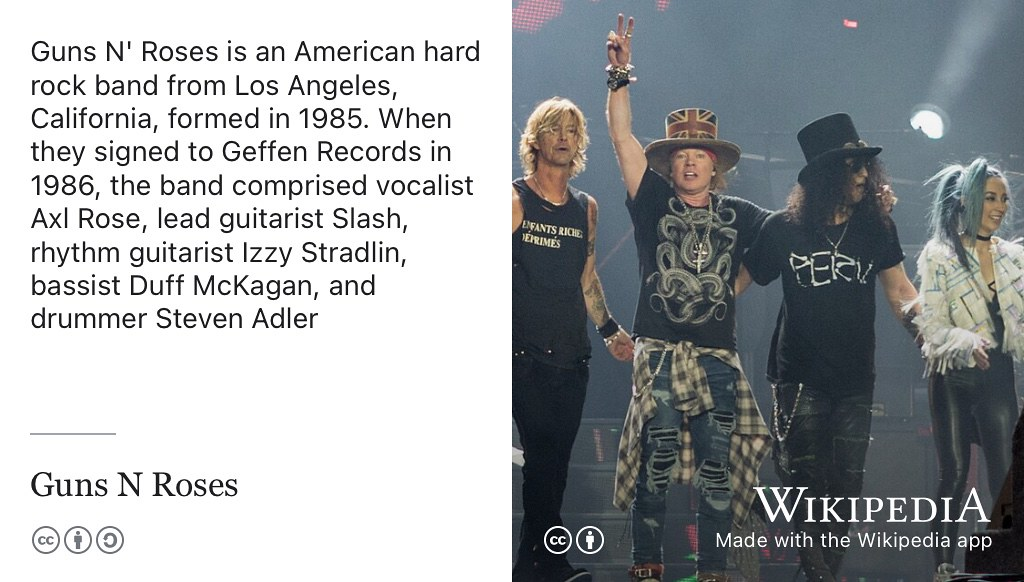 Guns N' Roses is an American hard
rock band from Los Angeles,
California, formed in 1985. When
they signed to Geffen Records in
1986, the band comprised vocalist
Axl Rose, lead guitarist Slash,
rhythm guitarist Izzy Stradlin,
bassist Duff McKagan, and
drummer Steven Adler
Guns N Roses
cc
ENFANTS RICHES
DÉPRIMÉS
PERV
cc
WIKIPEDIA
Made with the Wikipedia app